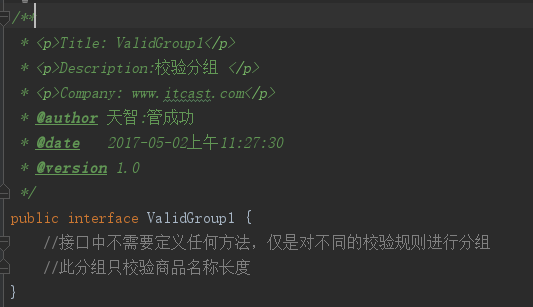 /**
* <p>Title: ValidGroup1</p>
* <p>Description:校验分组 </p>
* <p>Company: www.itcast.com</p>
* @author 天智:管成功
* @date 2017-05-02上午11:27:30
* @version 1.0
*/
public interface ValidGroup1 {
//接口中不需要定义任何方法，仅是对不同的校验规则进行分组
//此分组只校验商品名称长度
}